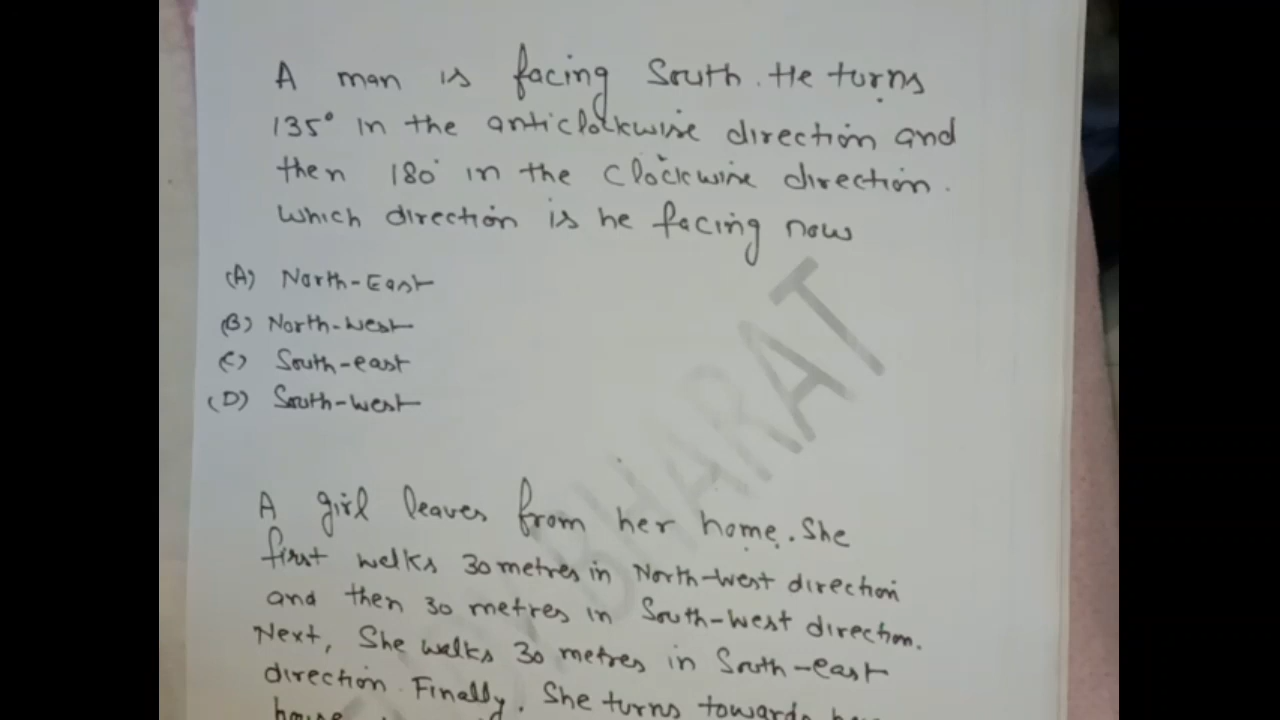 A man is facing South. He turns
135° in the anticlockwise direction and
then 180° in the clockwise direction.
which direction is he facing now
(A) North-East
(B) North-west
(C) South-east
(D) South-west
A girl leaves from her home. She
first walks 30 metres in North-west direction
and then 30 metres in South-west direction.
Next, She walks 30 metres in South-east
direction. Finally, She turns towards her
house
BHARAT